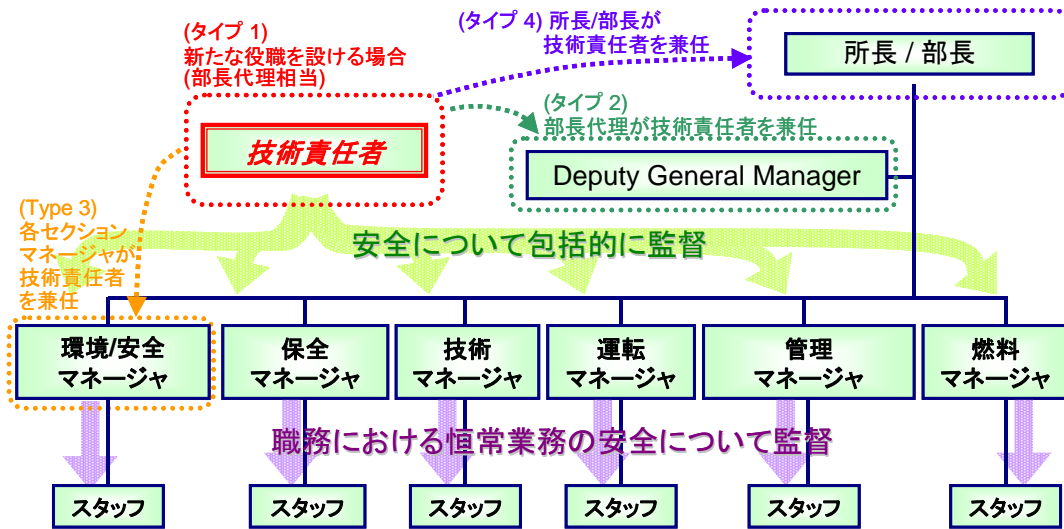 (タイプ 1)
新たな役職を設ける場合
(部長代理相当)
技術責任者
(タイプ 4) 所長/部長が
技術責任者を兼任
所長 / 部長
(タイプ 2)
部長代理が技術責任者を兼任
Deputy General Manager
(Type 3)
各セクション
マネージャが
技術責任者
を兼任
安全について包括的に監督
環境/安全
マネージャ
保全
マネージャ
技術
マネージャ
運転
マネージャ
管理
マネージャ
燃料
マネージャ
職務における恒常業務の安全について監督
スタッフ
スタッフ
スタッフ
スタッフ
スタッフ
スタッフ